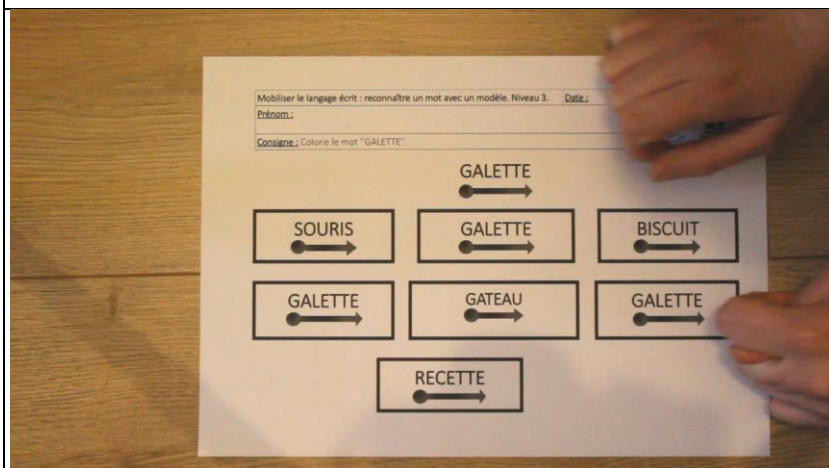 Mobiliser le langage écrit : reconnaître un mot avec un modèle. Niveau 3. Date :
Prénom :
Consigne : Colorie le mot ''GALETTE''.
GALETTE
SOURIS GALETTE BISCUIT
GALETTE GATEAU GALETTE
RECETTE